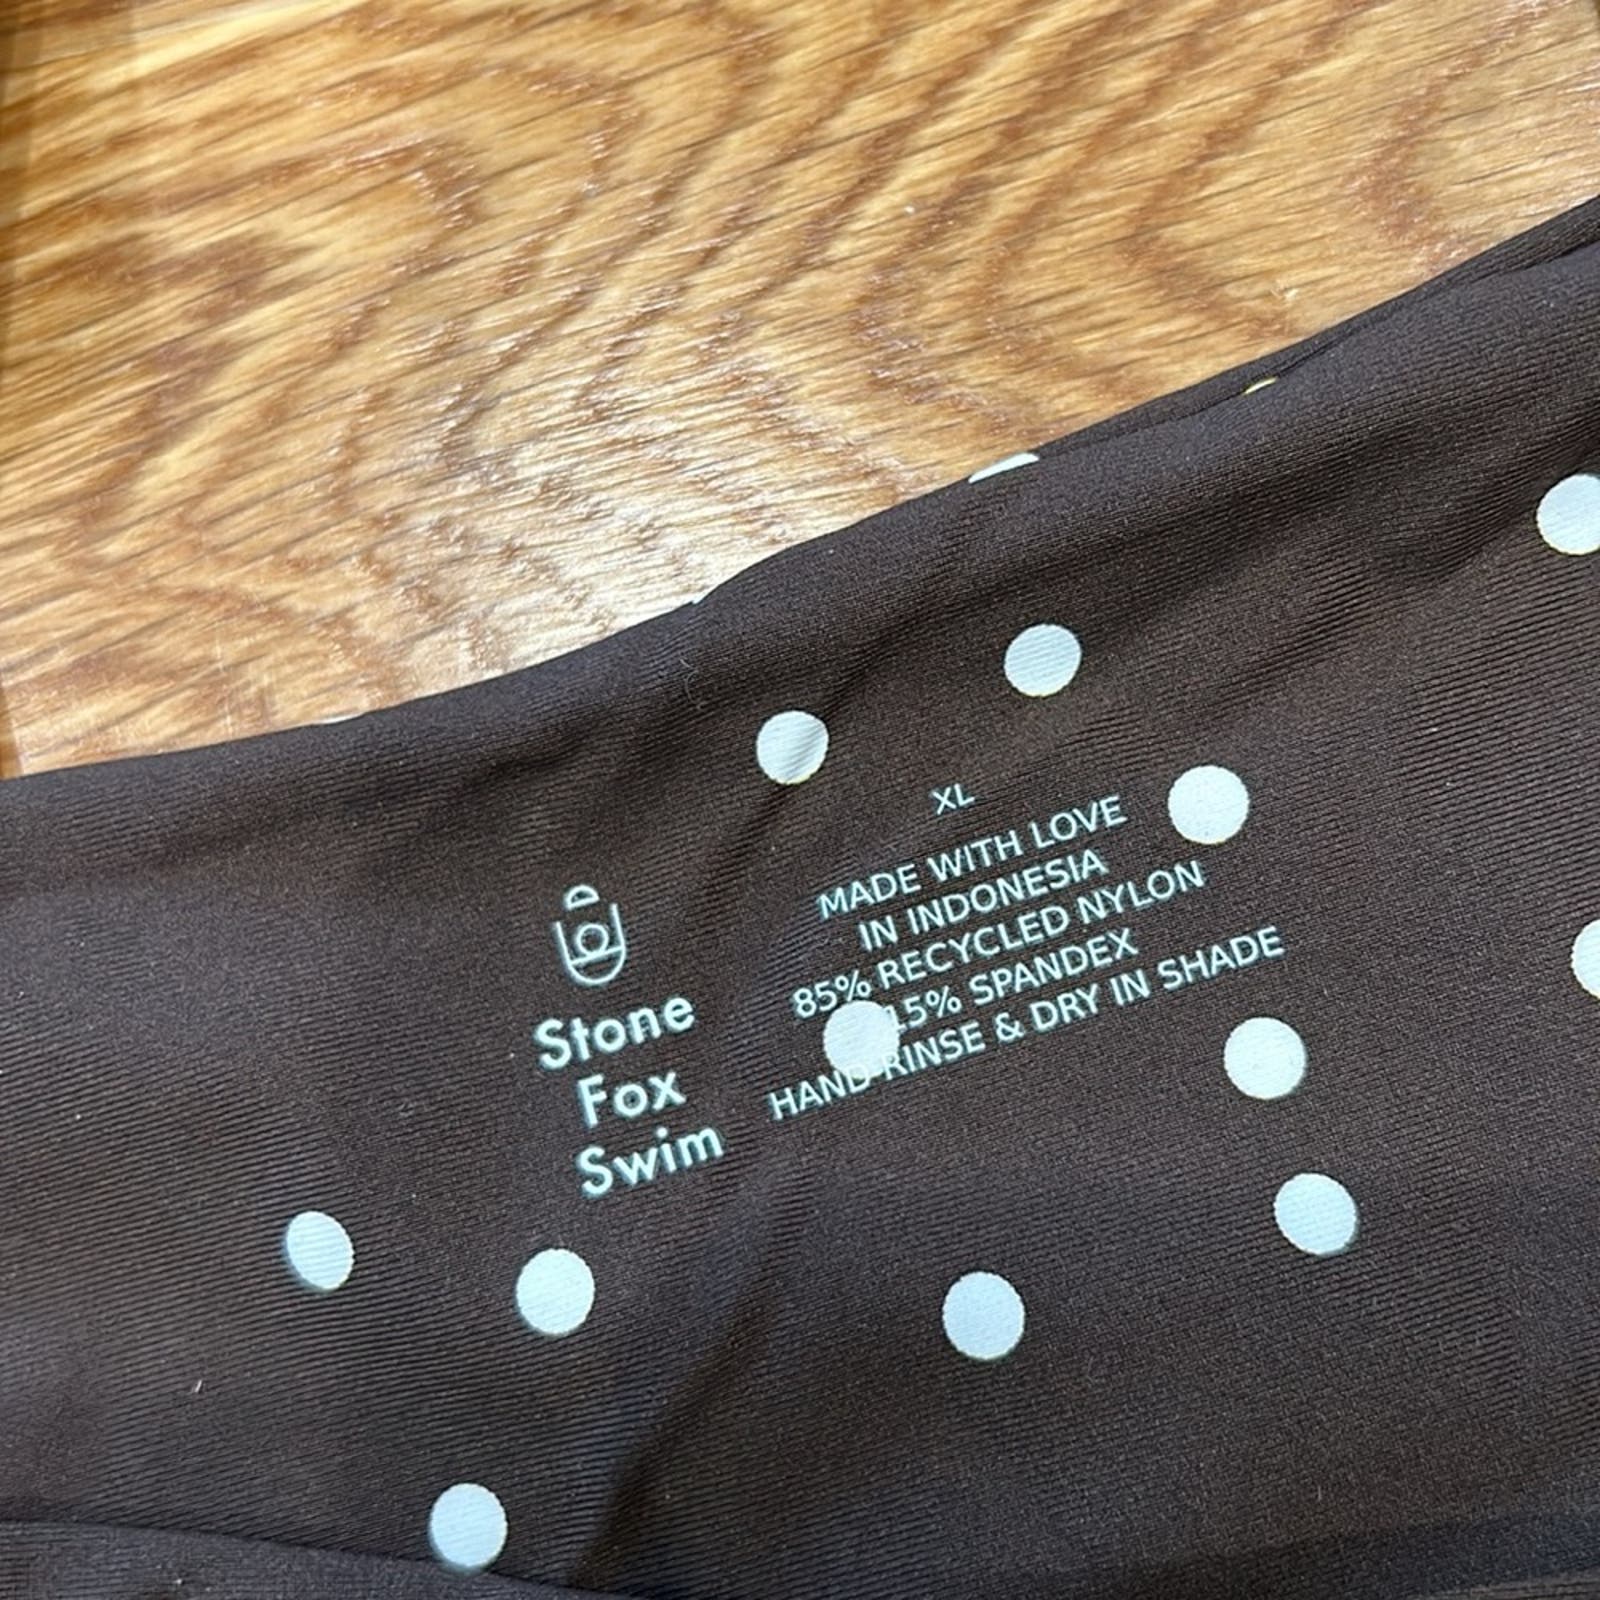 Stone
Fox
Swim
XL
MADE WITH LOVE
IN INDONESIA
85% RECYCLED NYLON
15% SPANDEX
HAND RINSE & DRY IN SHADE